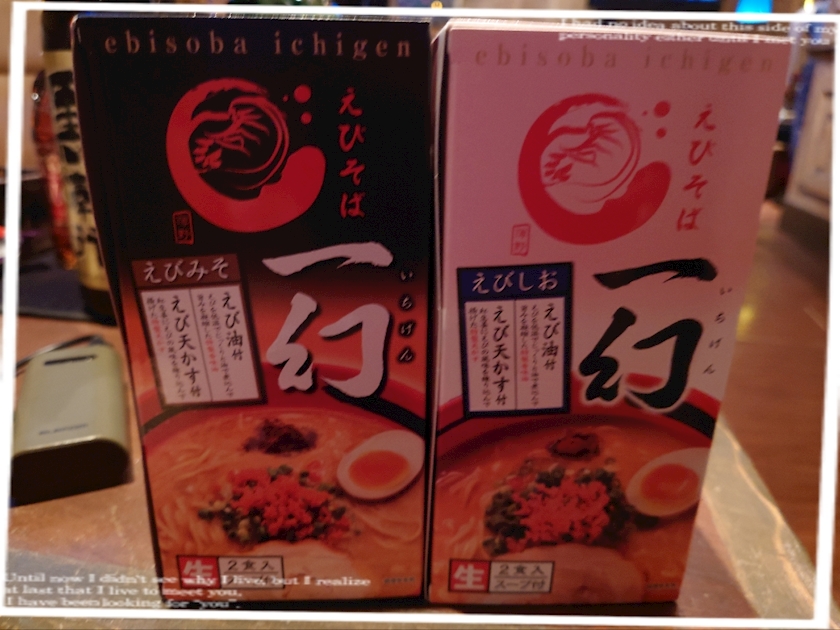 I had no idea about this side of my
personality earlier until I met you
ebisoba ichigen
えびそば
一幻
いちげん
えびみそ
えび油付
えび天かす付
生
2食入
ebisoba ichigen
えびそば
一幻
いちげん
えびしお
えび油付
えび天かす付
生
2食入
スープ付
Until now I didn't see why I live, but I realize
at last that I live to meet you.
I have been looking for "you".